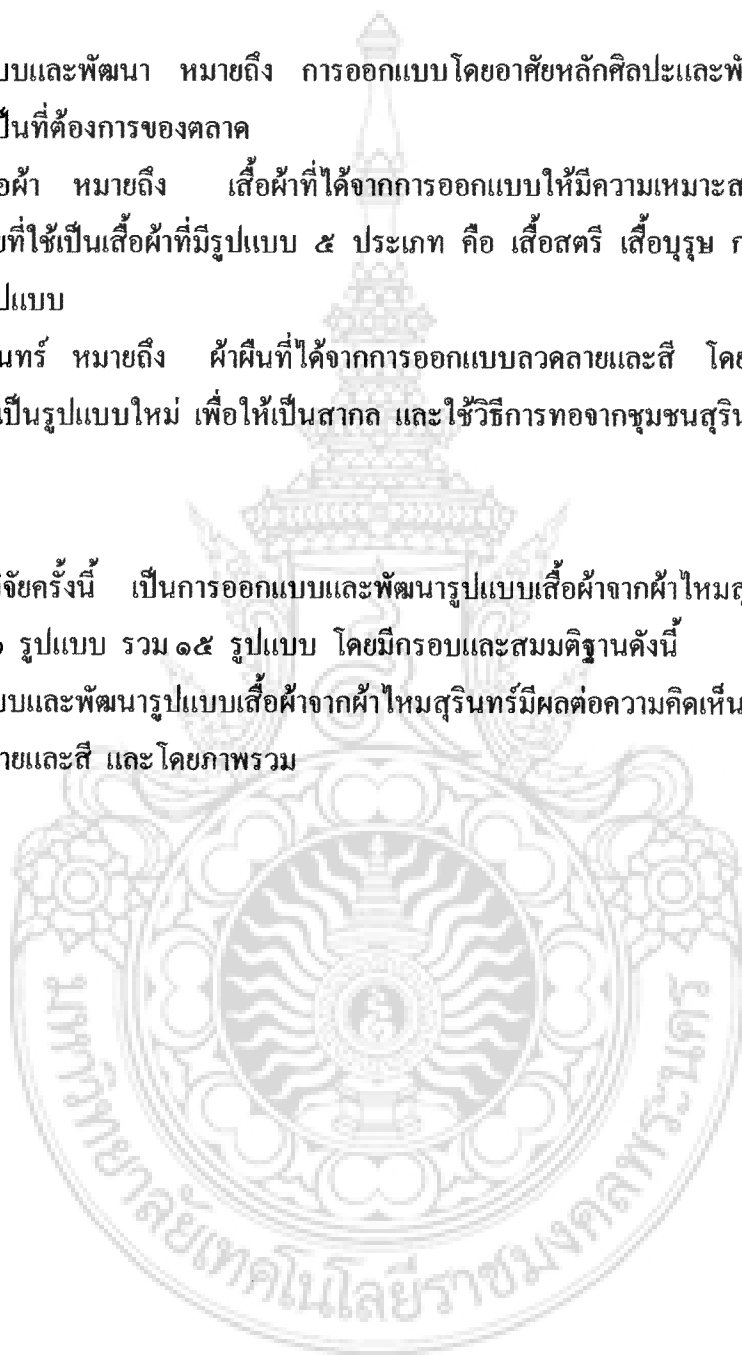 บบและพัฒนา หมายถึง การออกแบบโดยอาศัยหลักศิลปะและพั
ป็นที่ต้องการของตลาด
อผ้า หมายถึง เสื้อผ้าที่ได้จากการออกแบบให้มีความเหมาะส
ยที่ใช้เป็นเสื้อผ้าที่มีรูปแบบ ๕ ประเภท คือ เสื้อสตรี เสื้อบุรุษ ก
ปแบบ
นทร์ หมายถึง ผ้าผืนที่ได้จากการออกแบบลวดลายและสี โดย
เป็นรูปแบบใหม่ เพื่อให้เป็นสากล และใช้วิธีการทอจากชุมชนสุริน
วิจัยครั้งนี้ เป็นการออกแบบและพัฒนารูปแบบเสื้อผ้าจากผ้าไหมสุ
รูปแบบ รวม ๑๕ รูปแบบ โดยมีกรอบและสมมติฐานดังนี้
บบและพัฒนารูปแบบเสื้อผ้าจากผ้าไหมสุรินทร์มีผลต่อความคิดเห็น
ายและสี และโดยภาพรวม
มหาวิทยาลัยเทคโนโลยีราชมงคลพระนคร